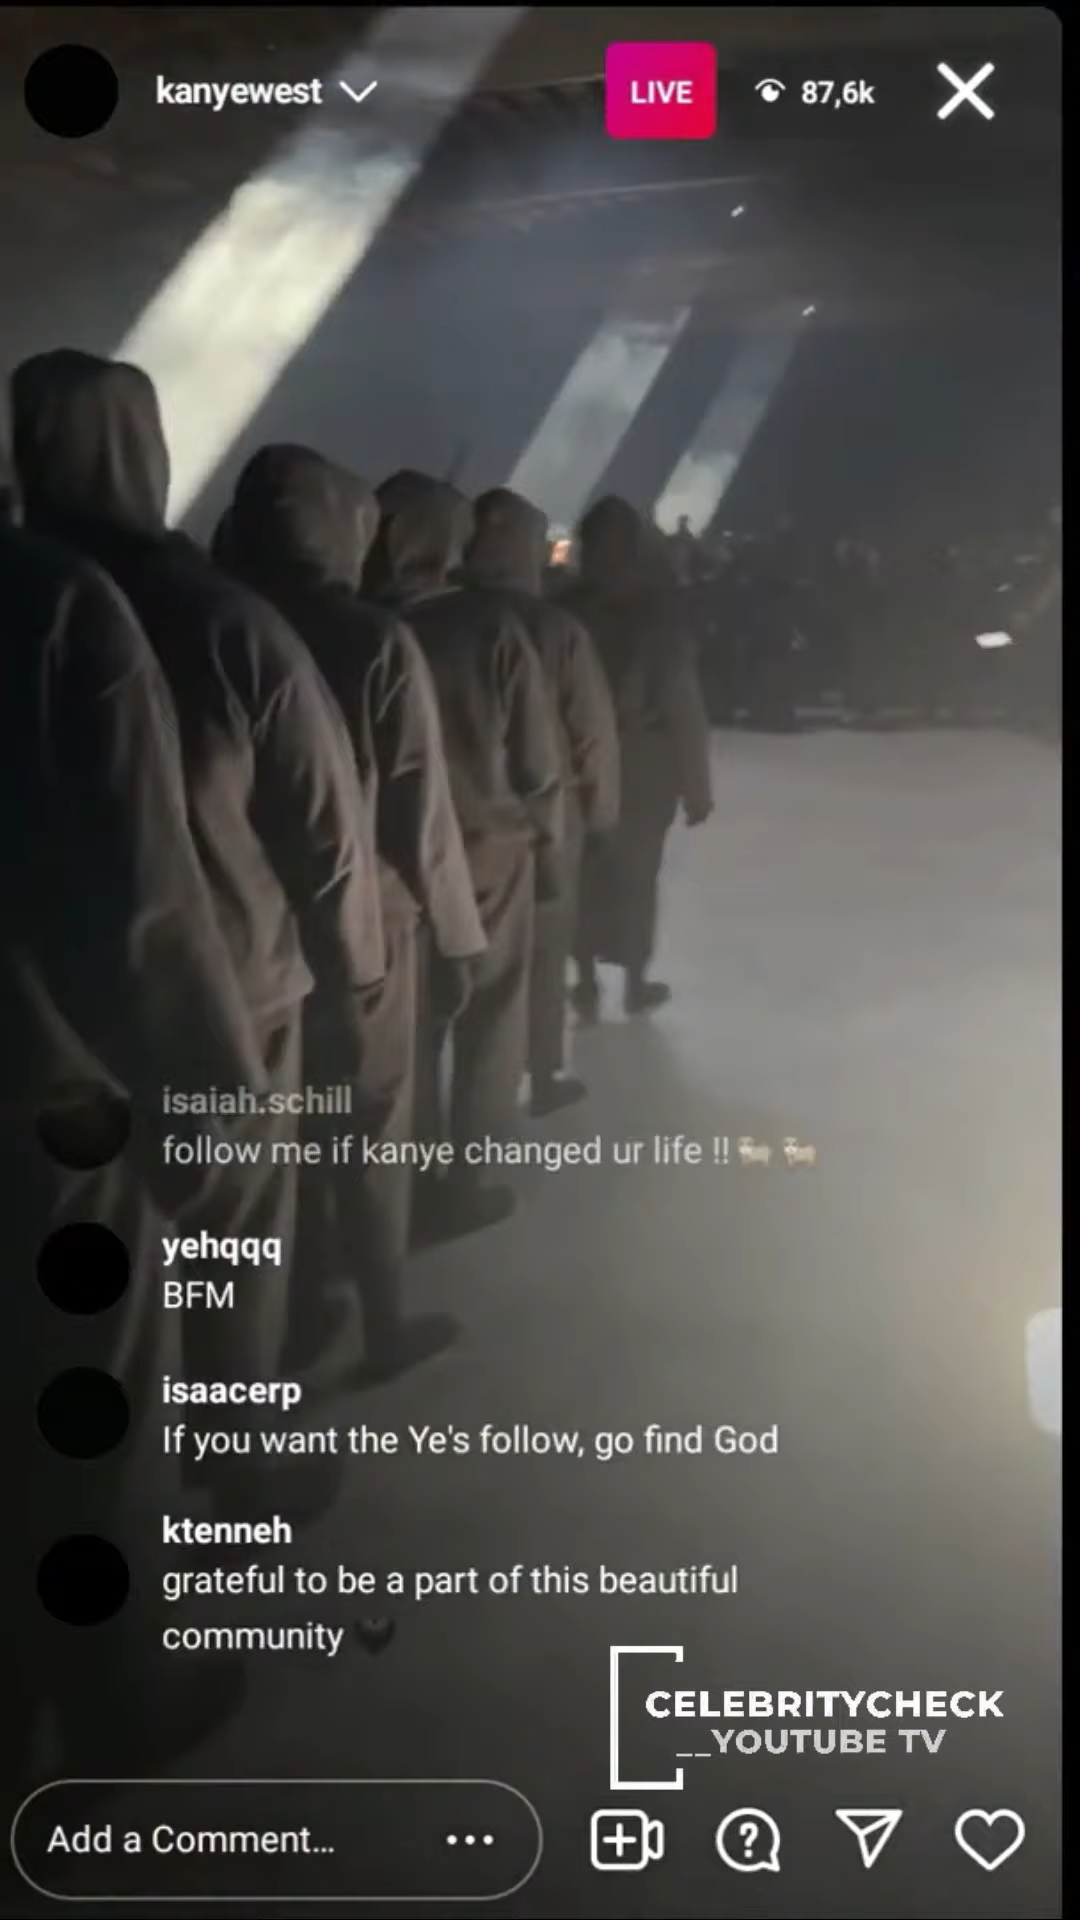 kanyewest
LIVE
87,6k
isaiah.schill
follow me if kanye changed ur life !!
yehqqq
BFM
isaacerp
If you want the Ye's follow, go find God
ktenneh
grateful to be a part of this beautiful
community 🖤
CELEBRITYCHECK
__YOUTUBE TV
Add a Comment...